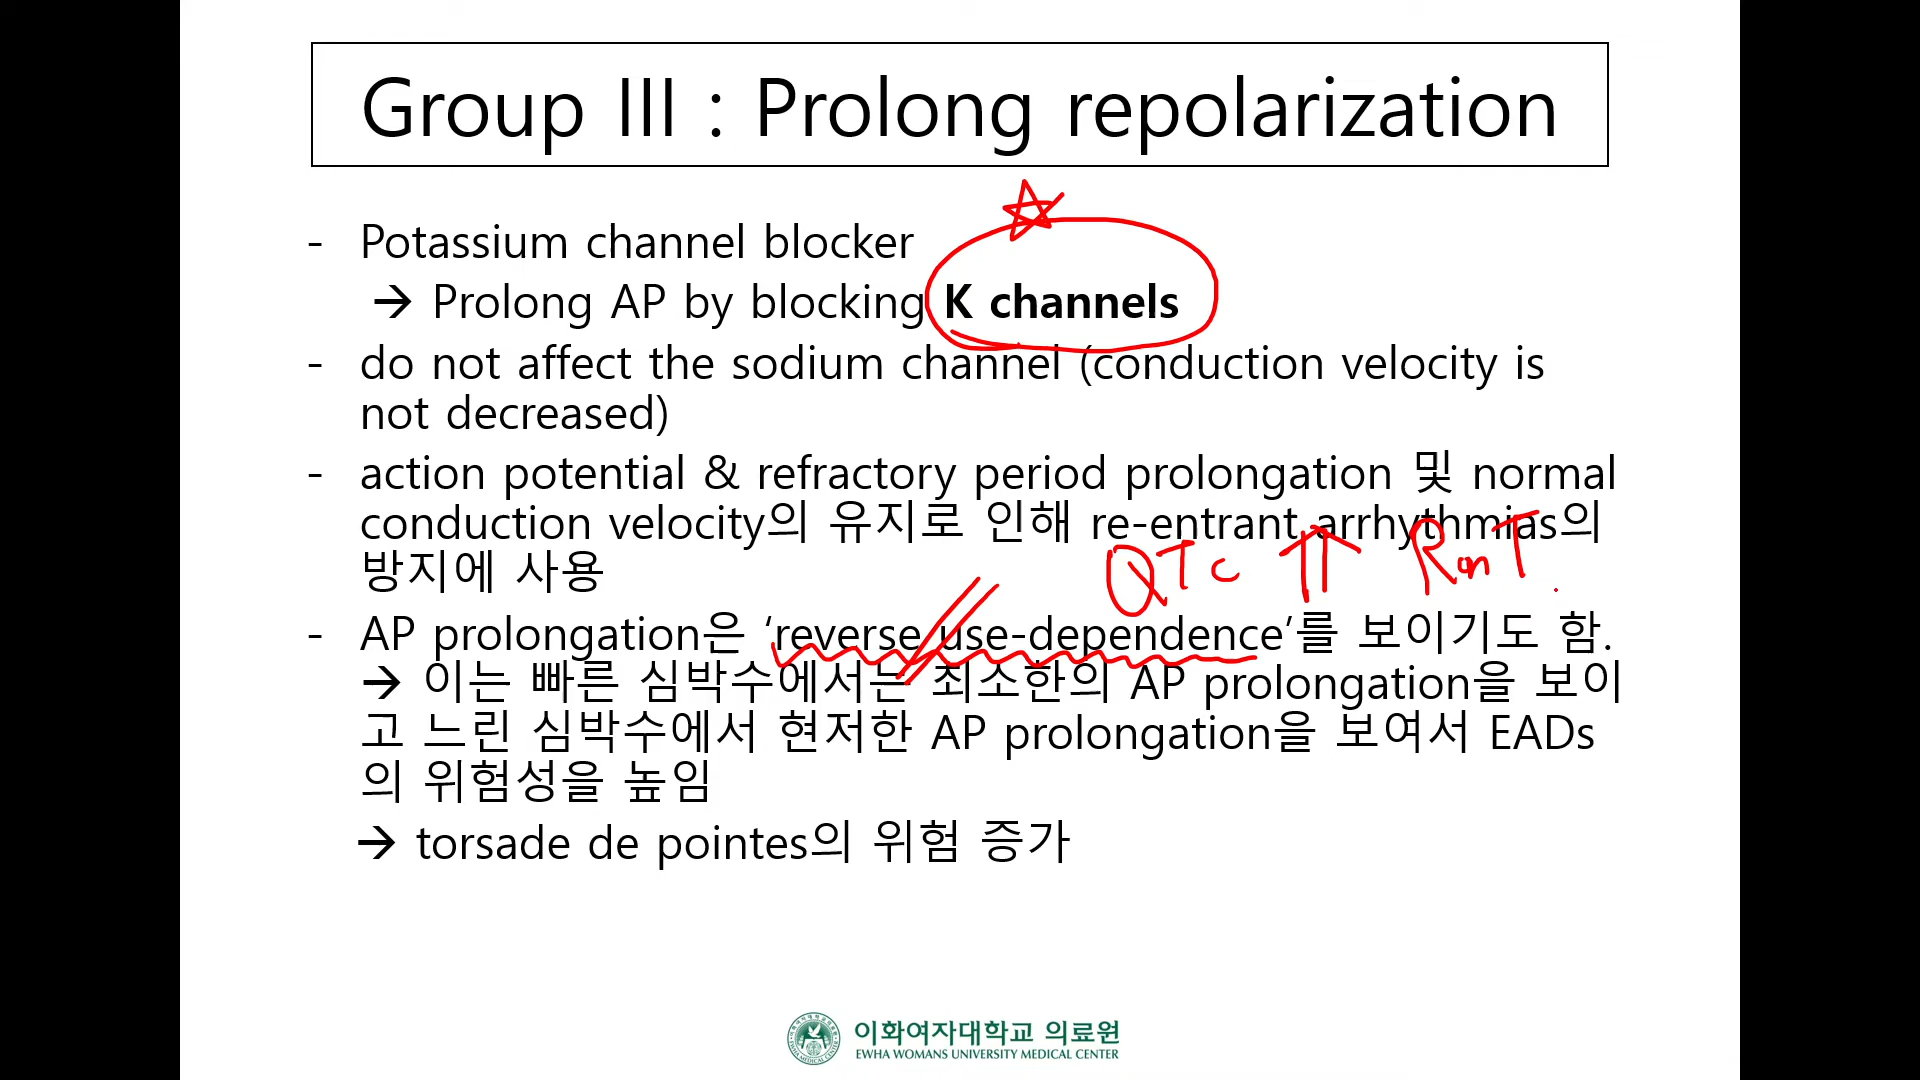 Group III : Prolong repolarization
- Potassium channel blocker
→ Prolong AP by blocking K channels
- do not affect the sodium channel (conduction velocity is
not decreased)
- action potential & refractory period prolongation 및 normal
conduction velocity의 유지로 인해 re-entrant arrhythmias의
방지에 사용
QTc ⇑ RonT
- AP prolongation은 ‘reverse use-dependence’를 보이기도 함.
→ 이는 빠른 심박수에서는 최소한의 AP prolongation을 보이
고 느린 심박수에서 현저한 AP prolongation을 보여서 EADs
의 위험성을 높임
→ torsade de pointes의 위험 증가
이화여자대학교 의료원
EWHA WOMANS UNIVERSITY MEDICAL CENTER